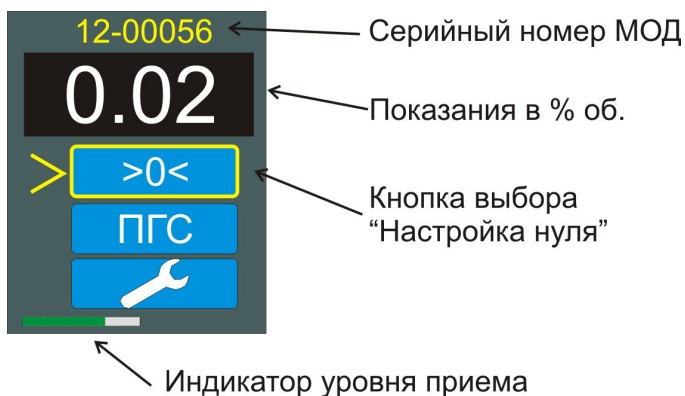 12-00056
Серийный номер МОД
0.02
Показания в % об.
>0<
Кнопка выбора
“Настройка нуля”
ПГС
Индикатор уровня приема